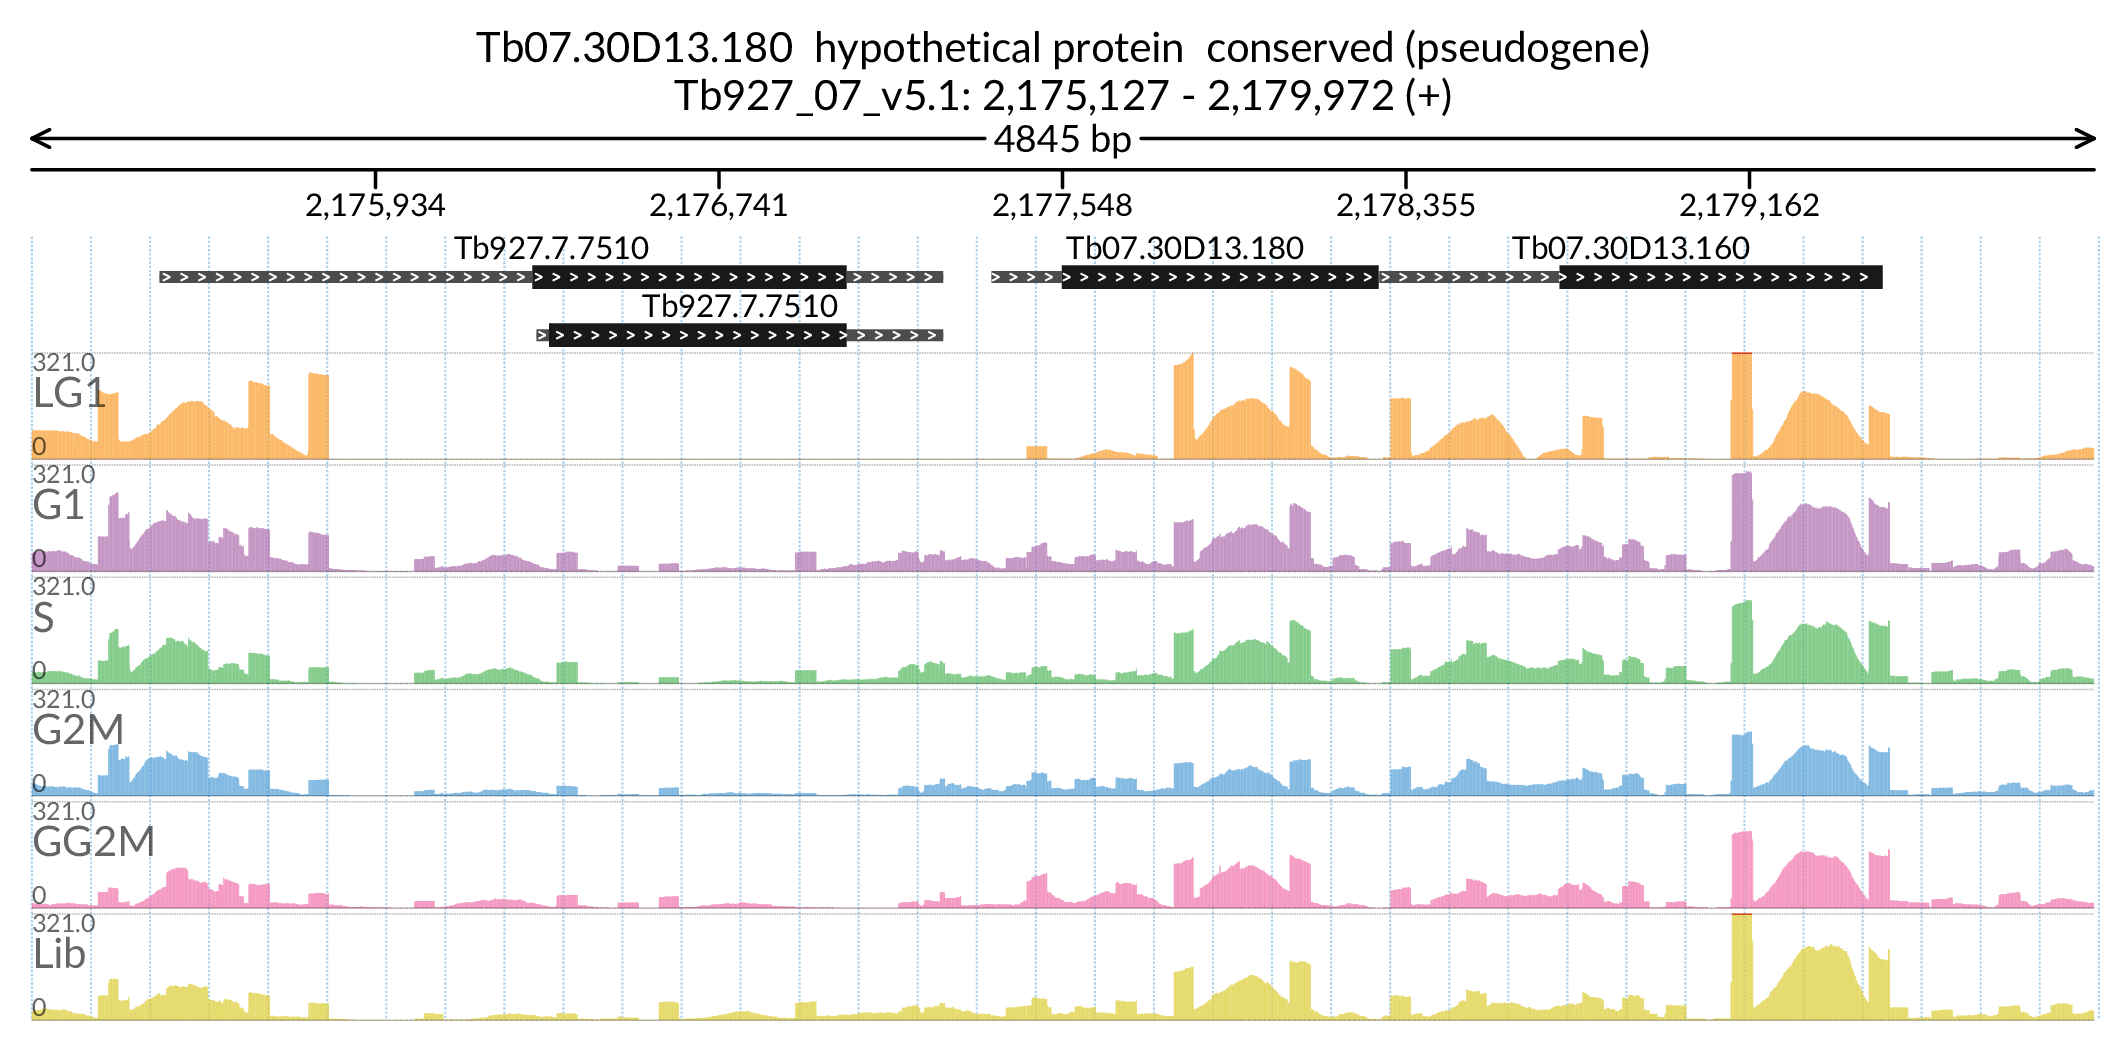 Tb07.30D13.180  hypothetical protein  conserved (pseudogene)
Tb927_07_v5.1: 2,175,127 - 2,179,972 (+)
4845 bp
2,175,934 2,176,741 2,177,548 2,178,355 2,179,162
Tb927.7.7510 Tb07.30D13.180 Tb07.30D13.160
Tb927.7.7510
321.0
LG1
0
321.0
G1
0
321.0
S
0
321.0
G2M
0
321.0
GG2M
0
321.0
Lib
0